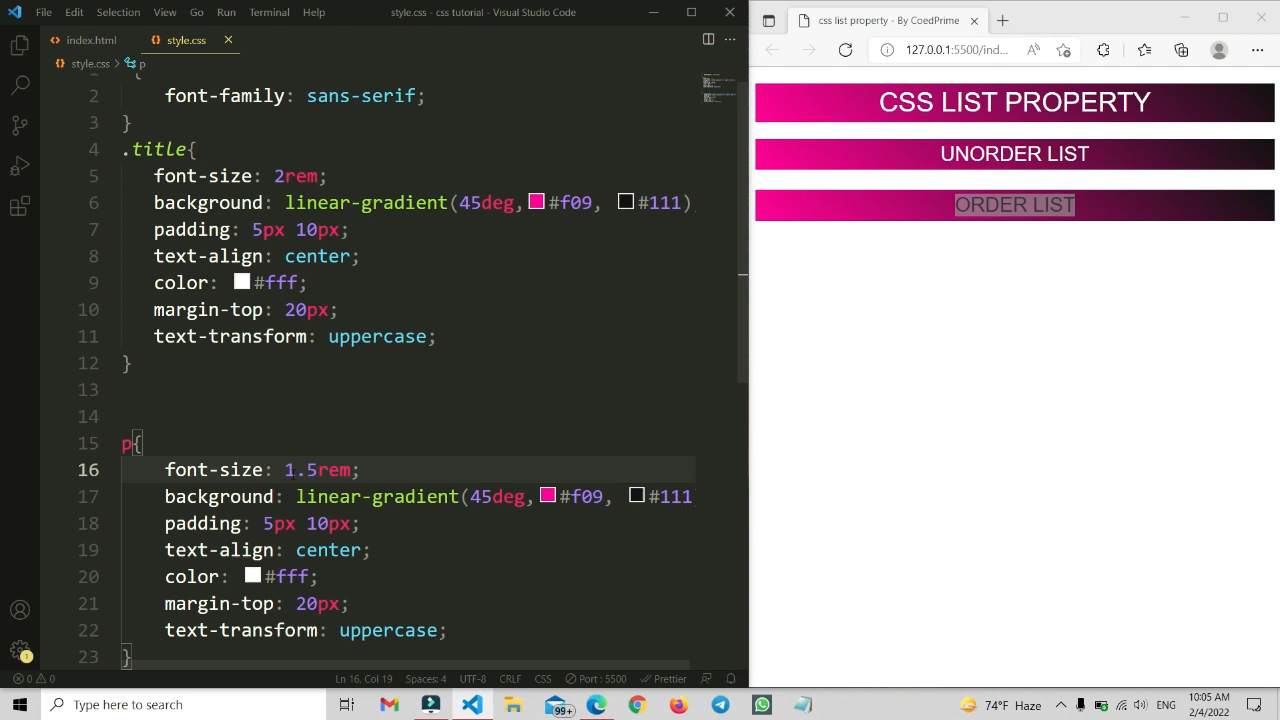 File Edit Selection View Go Run Terminal Help style.css - css tutorial - Visual Studio Code
index.html style.css
style.css > p
2 font-family: sans-serif;
3 }
4 .title{
5 font-size: 2rem;
6 background: linear-gradient(45deg, #f09, #111)
7 padding: 5px 10px;
8 text-align: center;
9 color: #fff;
10 margin-top: 20px;
11 text-transform: uppercase;
12 }
13
14
15 p{
16 font-size: 1.5rem;
17 background: linear-gradient(45deg, #f09, #111
18 padding: 5px 10px;
19 text-align: center;
20 color: #fff;
21 margin-top: 20px;
22 text-transform: uppercase;
23 }
0 0 Ln 16, Col 19 Spaces: 4 UTF-8 CRLF CSS Port : 5500 Prettier
css list property - By CoedPrime
127.0.0.1:5500/ind...
CSS LIST PROPERTY
UNORDER LIST
ORDER LIST
Type here to search 99+ 74°F Haze ENG 10:05 AM
2/4/2022